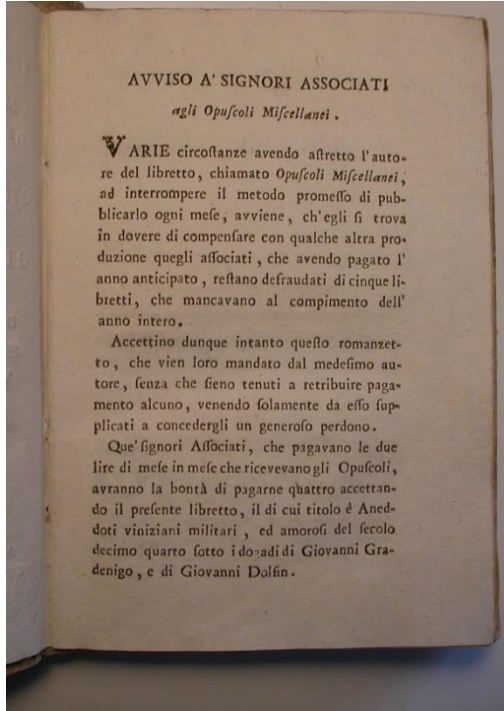 AVVISO A' SIGNORI ASSOCIATI
agli Opuſcoli Miſcellanei.
VARIE circoſtanze avendo aſtretto l'auto-
re del libretto, chiamato Opuſcoli Miſcellanei,
ad interrompere il metodo promeſſo di pub-
blicarlo ogni meſe, avviene, ch'egli ſi trova
in dovere di compenſare con qualche altra pro-
duzione quegli aſſociati, che avendo pagato l'
anno anticipato, reſtano defraudati di cinque li-
bretti, che mancavano al compimento dell'
anno intero.
Accettino dunque intanto queſto romanzet-
to, che vien loro mandato dal medeſimo au-
tore, ſenza che ſieno tenuti a retribuire paga-
mento alcuno, venendo ſolamente da eſſo ſup-
plicati a concedergli un generoſo perdono.
Que' ſignori Aſſociati, che pagavano le due
lire di meſe in meſe che ricevevano gli Opuſcoli,
avranno la bontà di pagarne quattro accettan-
do il preſente libretto, il di cui titolo è Aned-
doti viniziani militari, ed amoroſi del ſecolo
decimo quarto ſotto i dogadi di Giovanni Gra-
denigo, e di Giovanni Dolfin.